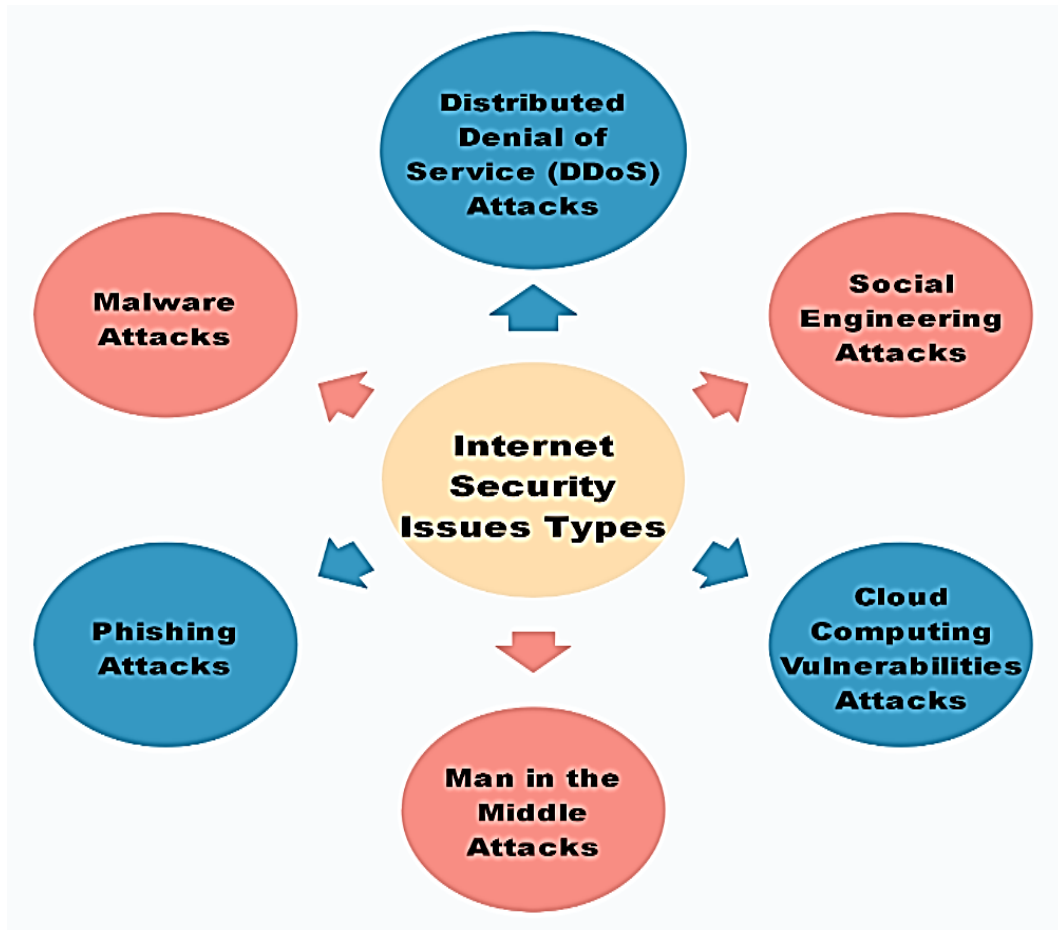 Distributed
Denial of
Service (DDoS)
Attacks
Malware
Attacks
Social
Engineering
Attacks
Internet
Security
Issues Types
Phishing
Attacks
Cloud
Computing
Vulnerabilities
Attacks
Man in the
Middle
Attacks